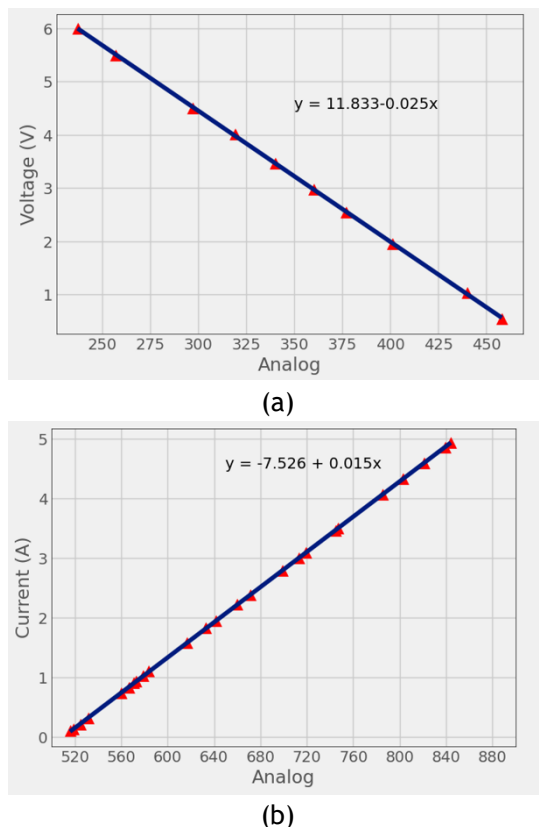 6
5
4
3
2
1
Voltage (V)
y = 11.833-0.025x
250 275 300 325 350 375 400 425 450
Analog
(a)
5
4
3
2
1
0
Current (A)
y = -7.526 + 0.015x
520 560 600 640 680 720 760 800 840 880
Analog
(b)